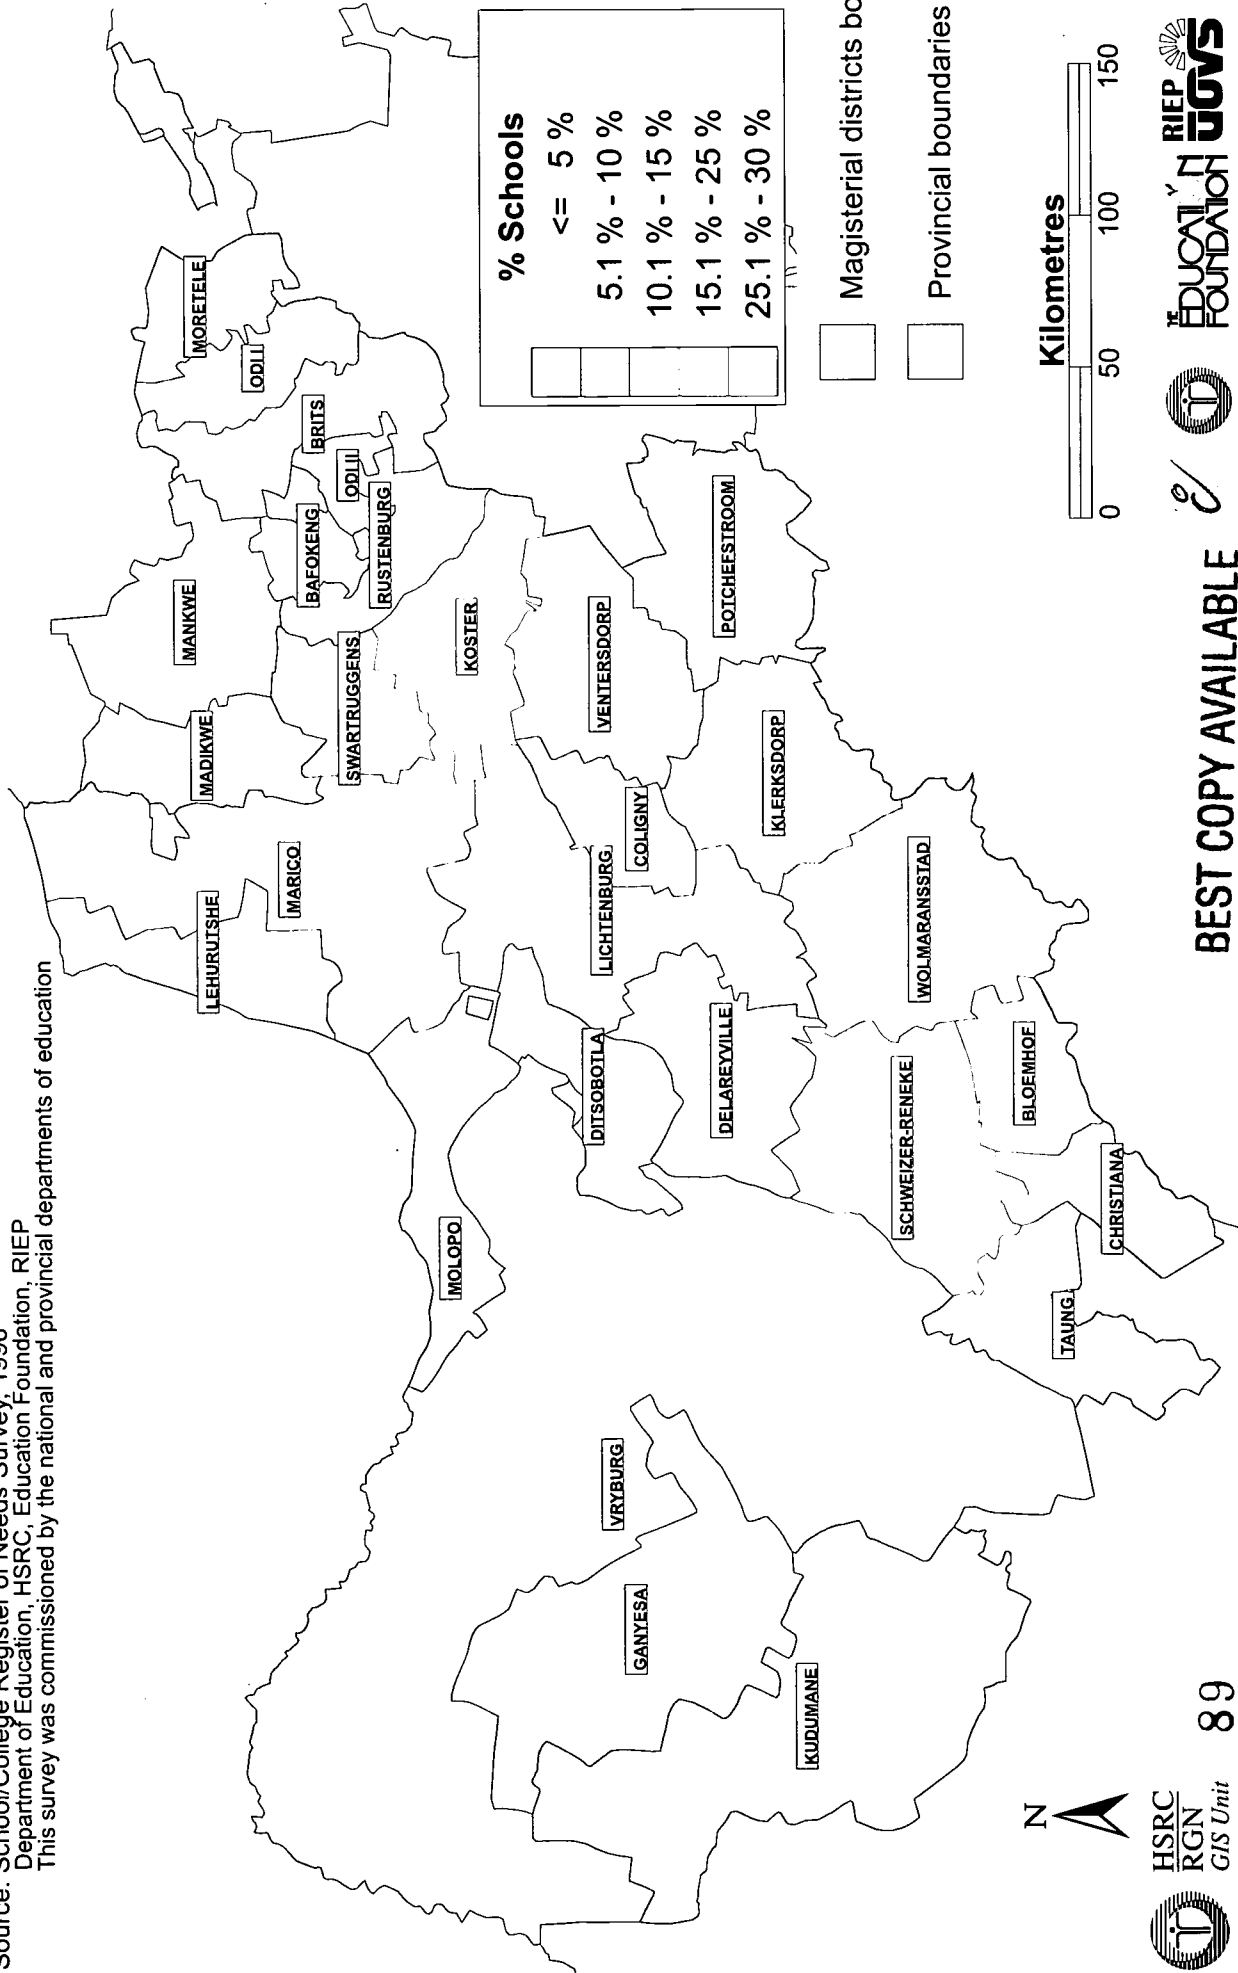 Source: School/College Register of Needs Survey, 1996
Department of Education, HSRC, Education Foundation, RIEP
This survey was commissioned by the national and provincial departments of education
LEHURUTSHE
MARICO
MADIKWE
MANKWE
SWARTRUGGENS
BAFOKENG
RUSTENBURG
ODI II
BRITS
ODI I
MORETELE
KOSTER
MOLOPO
DITSOBOTLA
LICHTENBURG
COLIGNY
VENTERSDORP
POTCHEFSTROOM
KLERKSDORP
DELAREYVILLE
WOLMARANSSTAD
SCHWEIZER-RENEKE
BLOEMHOF
CHRISTIANA
TAUNG
VRYBURG
GANYESA
KUDUMANE
% Schools
<= 5 %
5.1 % - 10 %
10.1 % - 15 %
15.1 % - 25 %
25.1 % - 30 %
Magisterial districts
Provincial boundaries
Kilometres
0 50 100 150
N
HSRC
RGN
GIS Unit
89
BEST COPY AVAILABLE
THE
EDUCATION
FOUNDATION
RIEP
UOVS